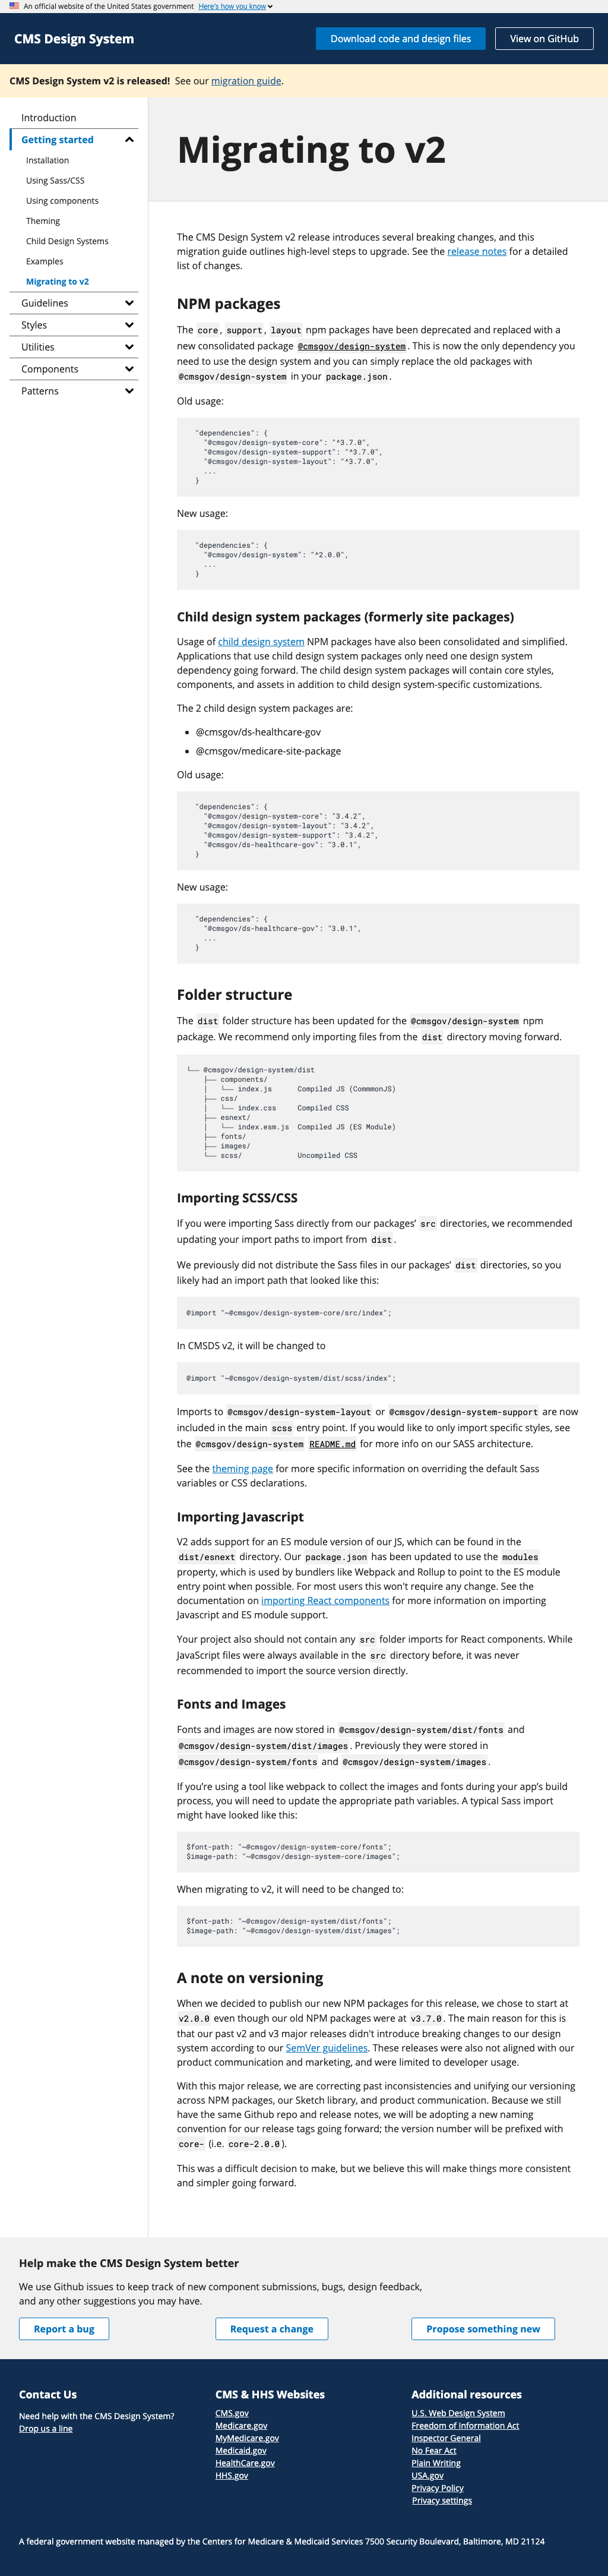 An official website of the United States government Here's how you know
CMS Design System
Download code and design files
View on GitHub
CMS Design System v2 is released! See our migration guide.
Introduction
Getting started
Installation
Using Sass/CSS
Using components
Theming
Child Design Systems
Examples
Migrating to v2
Guidelines
Styles
Utilities
Components
Patterns
Migrating to v2
The CMS Design System v2 release introduces several breaking changes, and this
migration guide outlines high-level steps to upgrade. See the release notes for a detailed
list of changes.
NPM packages
The core, support, layout npm packages have been deprecated and replaced with a
new consolidated package @cmsgov/design-system. This is now the only dependency you
need to use the design system and you can simply replace the old packages with
@cmsgov/design-system in your package.json.
Old usage:
"dependencies": {
"@cmsgov/design-system-core": "^3.7.0",
"@cmsgov/design-system-support": "^3.7.0",
"@cmsgov/design-system-layout": "^3.7.0",
...
}
New usage:
"dependencies": {
"@cmsgov/design-system": "^2.0.0",
...
}
Child design system packages (formerly site packages)
Usage of child design system NPM packages have also been consolidated and simplified.
Applications that use child design system packages only need one design system
dependency going forward. The child design system packages will contain core styles,
components, and assets in addition to child design system-specific customizations.
The 2 child design system packages are:
• @cmsgov/ds-healthcare-gov
• @cmsgov/medicare-site-package
Old usage:
"dependencies": {
"@cmsgov/design-system-core": "3.4.2",
"@cmsgov/design-system-layout": "3.4.2",
"@cmsgov/design-system-support": "3.4.2",
"@cmsgov/ds-healthcare-gov": "3.0.1",
}
New usage:
"dependencies": {
"@cmsgov/ds-healthcare-gov": "3.0.1",
...
}
Folder structure
The dist folder structure has been updated for the @cmsgov/design-system npm
package. We recommend only importing files from the dist directory moving forward.
└── @cmsgov/design-system/dist
├── components/
│   └── index.js      Compiled JS (CommmonJS)
├── css/
│   └── index.css     Compiled CSS
├── esnext/
│   └── index.esm.js  Compiled JS (ES Module)
├── fonts/
├── images/
└── scss/             Uncompiled CSS
Importing SCSS/CSS
If you were importing Sass directly from our packages’ src directories, we recommended
updating your import paths to import from dist.
We previously did not distribute the Sass files in our packages’ dist directories, so you
likely had an import path that looked like this:
@import "~@cmsgov/design-system-core/src/index";
In CMSDS v2, it will be changed to
@import "~@cmsgov/design-system/dist/scss/index";
Imports to @cmsgov/design-system-layout or @cmsgov/design-system-support are now
included in the main scss entry point. If you would like to only import specific styles, see
the @cmsgov/design-system README.md for more info on our SASS architecture.
See the theming page for more specific information on overriding the default Sass
variables or CSS declarations.
Importing Javascript
V2 adds support for an ES module version of our JS, which can be found in the
dist/esnext directory. Our package.json has been updated to use the modules
property, which is used by bundlers like Webpack and Rollup to point to the ES module
entry point when possible. For most users this won't require any change. See the
documentation on importing React components for more information on importing
Javascript and ES module support.
Your project also should not contain any src folder imports for React components. While
JavaScript files were always available in the src directory before, it was never
recommended to import the source version directly.
Fonts and Images
Fonts and images are now stored in @cmsgov/design-system/dist/fonts and
@cmsgov/design-system/dist/images. Previously they were stored in
@cmsgov/design-system/fonts and @cmsgov/design-system/images.
If you’re using a tool like webpack to collect the images and fonts during your app’s build
process, you will need to update the appropriate path variables. A typical Sass import
might have looked like this:
$font-path: "~@cmsgov/design-system-core/fonts";
$image-path: "~@cmsgov/design-system-core/images";
When migrating to v2, it will need to be changed to:
$font-path: "~@cmsgov/design-system/dist/fonts";
$image-path: "~@cmsgov/design-system/dist/images";
A note on versioning
When we decided to publish our new NPM packages for this release, we chose to start at
v2.0.0 even though our old NPM packages were at v3.7.0. The main reason for this is
that our past v2 and v3 major releases didn't introduce breaking changes to our design
system according to our SemVer guidelines. These releases were also not aligned with our
product communication and marketing, and were limited to developer usage.
With this major release, we are correcting past inconsistencies and unifying our versioning
across NPM packages, our Sketch library, and product communication. Because we still
have the same Github repo and release notes, we will be adopting a new naming
convention for our release tags going forward; the version number will be prefixed with
core- (i.e. core-2.0.0).
This was a difficult decision to make, but we believe this will make things more consistent
and simpler going forward.
Help make the CMS Design System better
We use Github issues to keep track of new component submissions, bugs, design feedback,
and any other suggestions you may have.
Report a bug
Request a change
Propose something new
Contact Us
Need help with the CMS Design System?
Drop us a line
CMS & HHS Websites
CMS.gov
Medicare.gov
MyMedicare.gov
Medicaid.gov
HealthCare.gov
HHS.gov
Additional resources
U.S. Web Design System
Freedom of Information Act
Inspector General
No Fear Act
Plain Writing
USA.gov
Privacy Policy
Privacy settings
A federal government website managed by the Centers for Medicare & Medicaid Services 7500 Security Boulevard, Baltimore, MD 21124